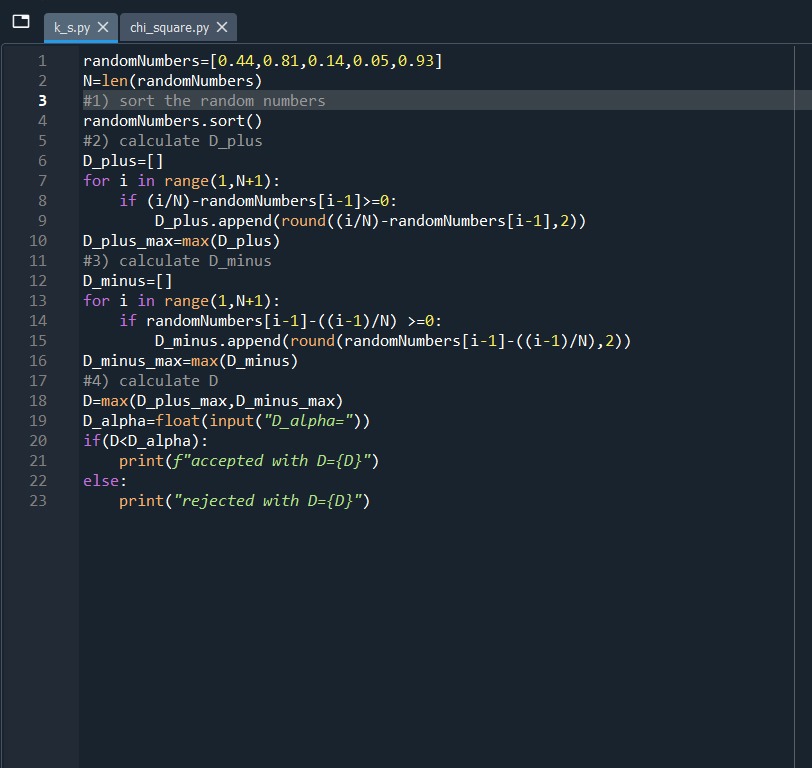 k_s.py chi_square.py
1 randomNumbers=[0.44,0.81,0.14,0.05,0.93]
2 N=len(randomNumbers)
3 #1) sort the random numbers
4 randomNumbers.sort()
5 #2) calculate D_plus
6 D_plus=[]
7 for i in range(1,N+1):
8     if (i/N)-randomNumbers[i-1]>=0:
9         D_plus.append(round((i/N)-randomNumbers[i-1],2))
10 D_plus_max=max(D_plus)
11 #3) calculate D_minus
12 D_minus=[]
13 for i in range(1,N+1):
14     if randomNumbers[i-1]-((i-1)/N) >=0:
15         D_minus.append(round(randomNumbers[i-1]-((i-1)/N),2))
16 D_minus_max=max(D_minus)
17 #4) calculate D
18 D=max(D_plus_max,D_minus_max)
19 D_alpha=float(input("D_alpha="))
20 if(D<D_alpha):
21     print(f"accepted with D={D}")
22 else:
23     print("rejected with D={D}")